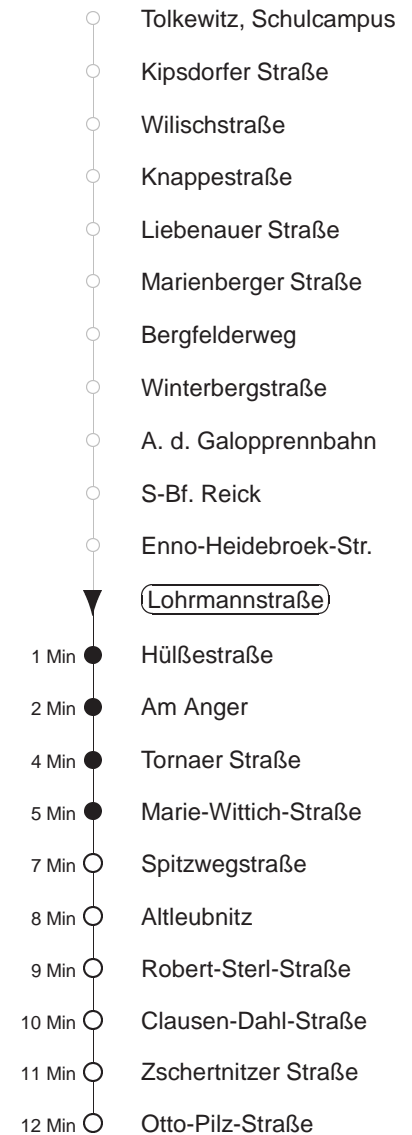 Tolkewitz, Schulcampus
Kipsdorfer Straße
Wilischstraße
Knappestraße
Liebenauer Straße
Marienberger Straße
Bergfelderweg
Winterbergstraße
A. d. Galopprennbahn
S-Bf. Reick
Enno-Heidebroek-Str.
Lohrmannstraße
1 Min Hülßestraße
2 Min Am Anger
4 Min Tornaer Straße
5 Min Marie-Wittich-Straße
7 Min Spitzwegstraße
8 Min Altleubnitz
9 Min Robert-Sterl-Straße
10 Min Clausen-Dahl-Straße
11 Min Zschertnitzer Straße
12 Min Otto-Pilz-Straße